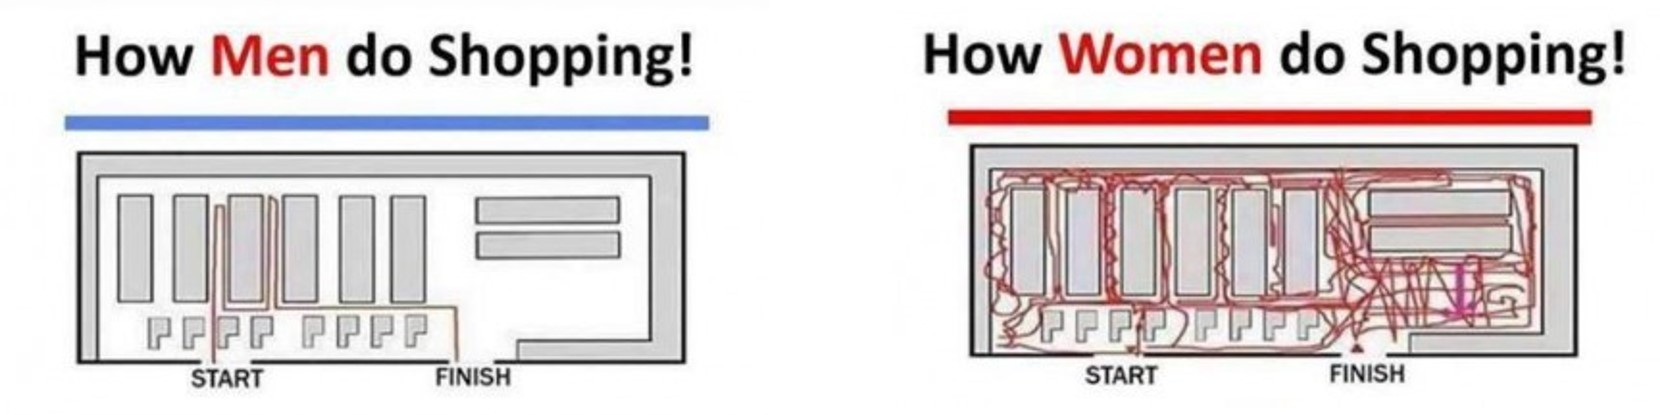 How Men do Shopping!
START
FINISH
How Women do Shopping!
START
FINISH